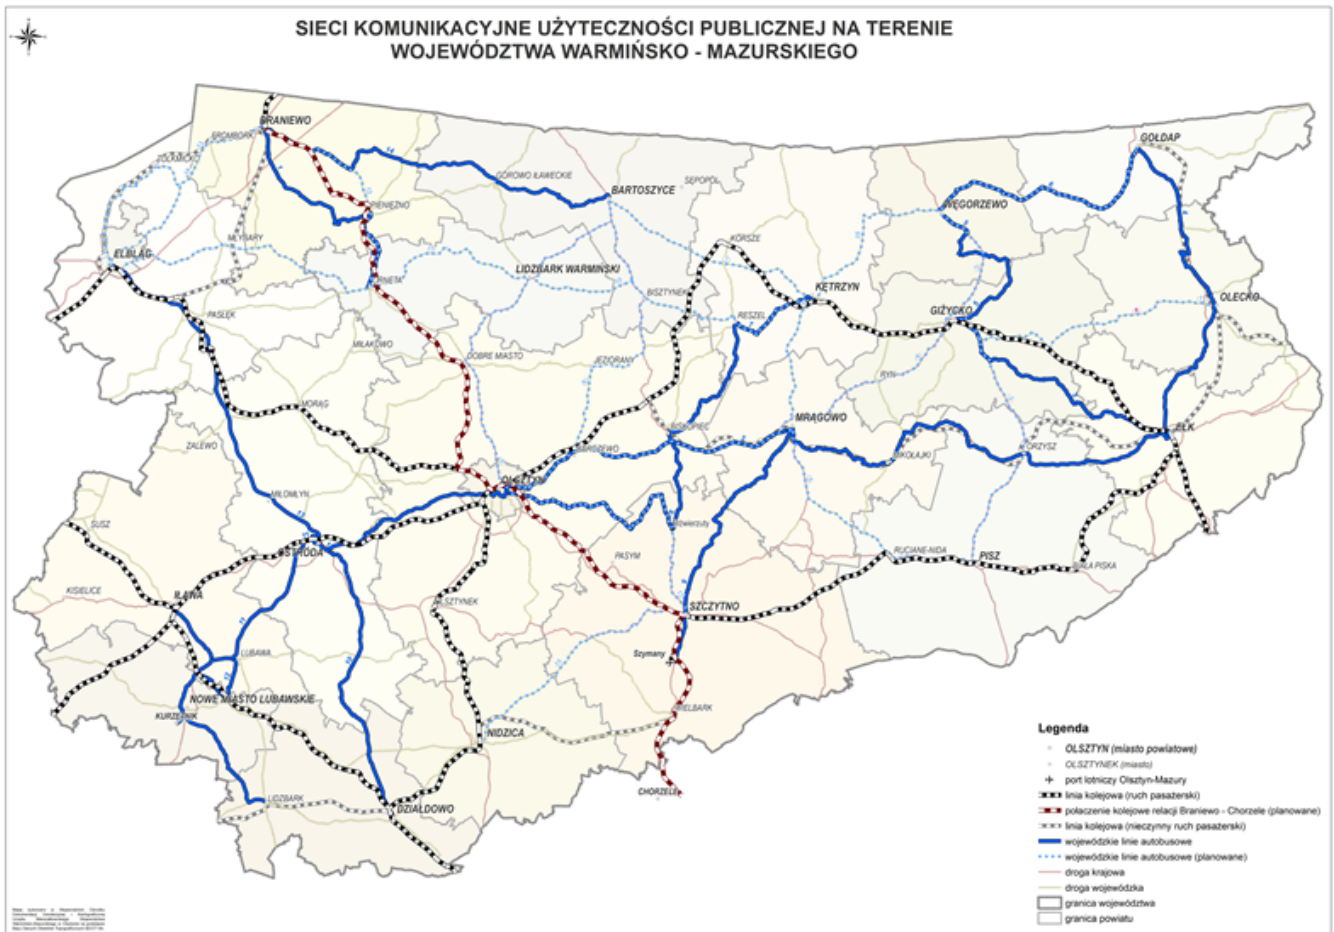 SIECI KOMUNIKACYJNE UŻYTECZNOŚCI PUBLICZNEJ NA TERENIE
WOJEWÓDZTWA WARMIŃSKO - MAZURSKIEGO
BRANIEWO
FROMBORK
GOŁDAP
GÓROWO IŁAWECKIE
SĘPOPOL
BARTOSZYCE
PIENIĘŻNO
WĘGORZEWO
MŁYNARY
KORSZE
ELBLĄG
LIDZBARK WARMIŃSKI
ORNETA
BISZTYNEK
KĘTRZYN
OLECKO
PASŁĘK
RESZEL
GIŻYCKO
MIŁAKOWO
DOBRE MIASTO
JEZIORANY
RYN
MORĄG
MRĄGOWO
BISKUPIEC
EŁK
ZALEWO
BARCZEWO
MIKOŁAJKI
ORZYSZ
OLSZTYN
MIŁOMŁYN
SUSZ
Dźwierzuty
OSTRÓDA
PASYM
RUCIANE-NIDA
PISZ
BIAŁA PISKA
KISIELICE
IŁAWA
OLSZTYNEK
SZCZYTNO
LUBAWA
Szymany
NOWE MIASTO LUBAWSKIE
WIELBARK
KURZĘTNIK
NIDZICA
CHORZELE
LIDZBARK
DZIAŁDOWO
Legenda
OLSZTYN (miasto powiatowe)
OLSZTYNEK (miasto)
port lotniczy Olsztyn-Mazury
linia kolejowa (ruch pasażerski)
połaczenie kolejowe relacji Braniewo - Chorzele (planowane)
linia kolejowa (nieczynny ruch pasażerski)
wojewódzkie linie autobusowe
wojewódzkie linie autobusowe (planowane)
droga krajowa
droga wojewódzka
granica województwa
granica powiatu